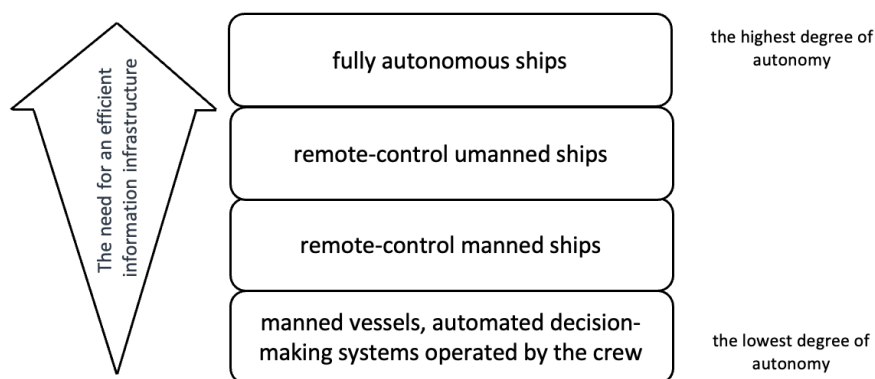 The need for an efficient
information infrastructure
fully autonomous ships
remote-control umanned ships
remote-control manned ships
manned vessels, automated decision-
making systems operated by the crew
the highest degree of
autonomy
the lowest degree of
autonomy